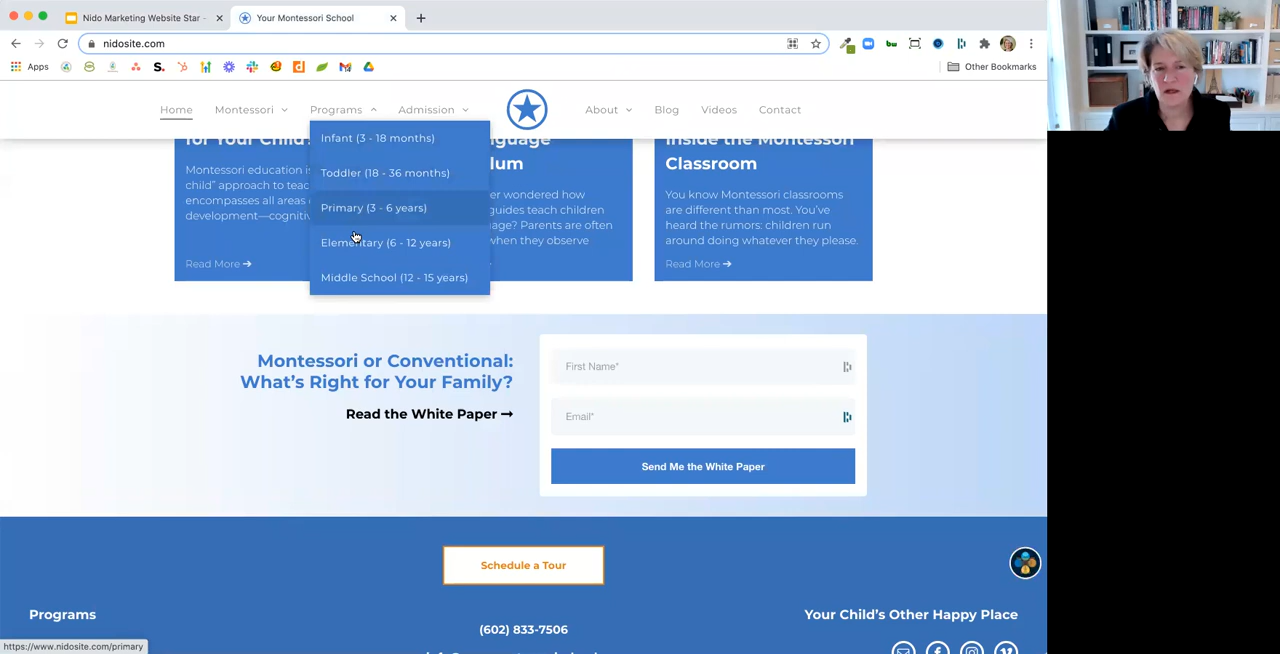 Nido Marketing Website Star -
Your Montessori School
nidosite.com
Apps
Other Bookmarks
Home
Montessori
Programs
Admission
About
Blog
Videos
Contact
Infant (3 - 18 months)
Toddler (18 - 36 months)
Primary (3 - 6 years)
Elementary (6 - 12 years)
Middle School (12 - 15 years)
for Your Child
Montessori education is
child” approach to teac
encompasses all areas
development—cognitiv
Read More ➔
guage
lum
er wondered how
guides teach children
age? Parents are often
when they observe
Inside the Montessori
Classroom
You know Montessori classrooms
are different than most. You’ve
heard the rumors: children run
around doing whatever they please.
Read More ➔
Montessori or Conventional:
What’s Right for Your Family?
Read the White Paper ➞
First Name*
Email*
Send Me the White Paper
Schedule a Tour
Programs
(602) 833-7506
Your Child’s Other Happy Place
https://www.nidosite.com/primary